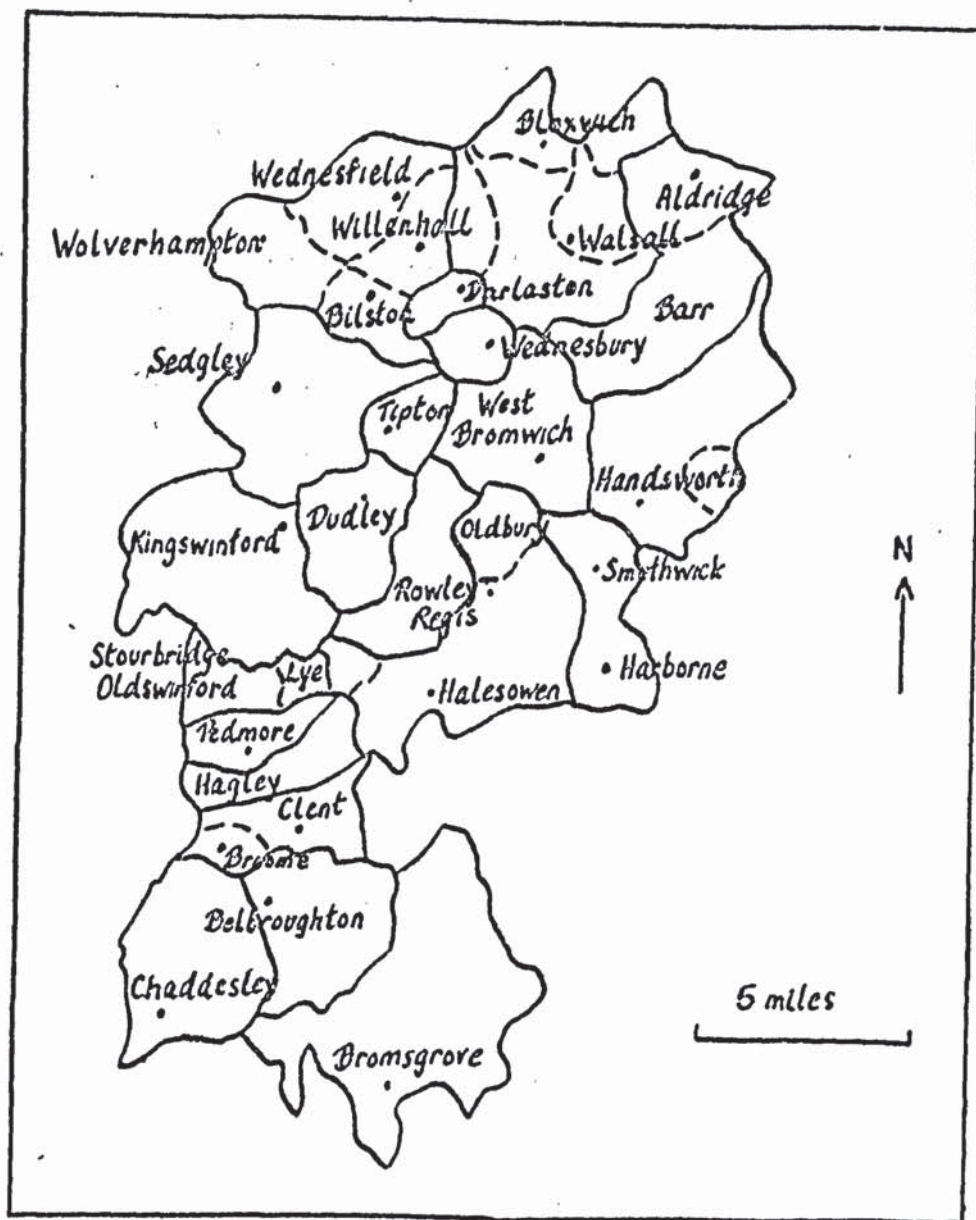 Bloxwich
Wednesfield
Aldridge
Willenhall
Walsall
Wolverhampton
Darlaston
Bilston
Barr
Wednesbury
Sedgley
Tipton
West
Bromwich
Handsworth
Dudley
Oldbury
Kingswinford
N
Smethwick
Rowley
Regis
Stourbridge
Oldswinford
Lye
Harborne
Halesowen
Pedmore
Hagley
Clent
Broome
Belbroughton
Chaddesley
5 miles
Bromsgrove